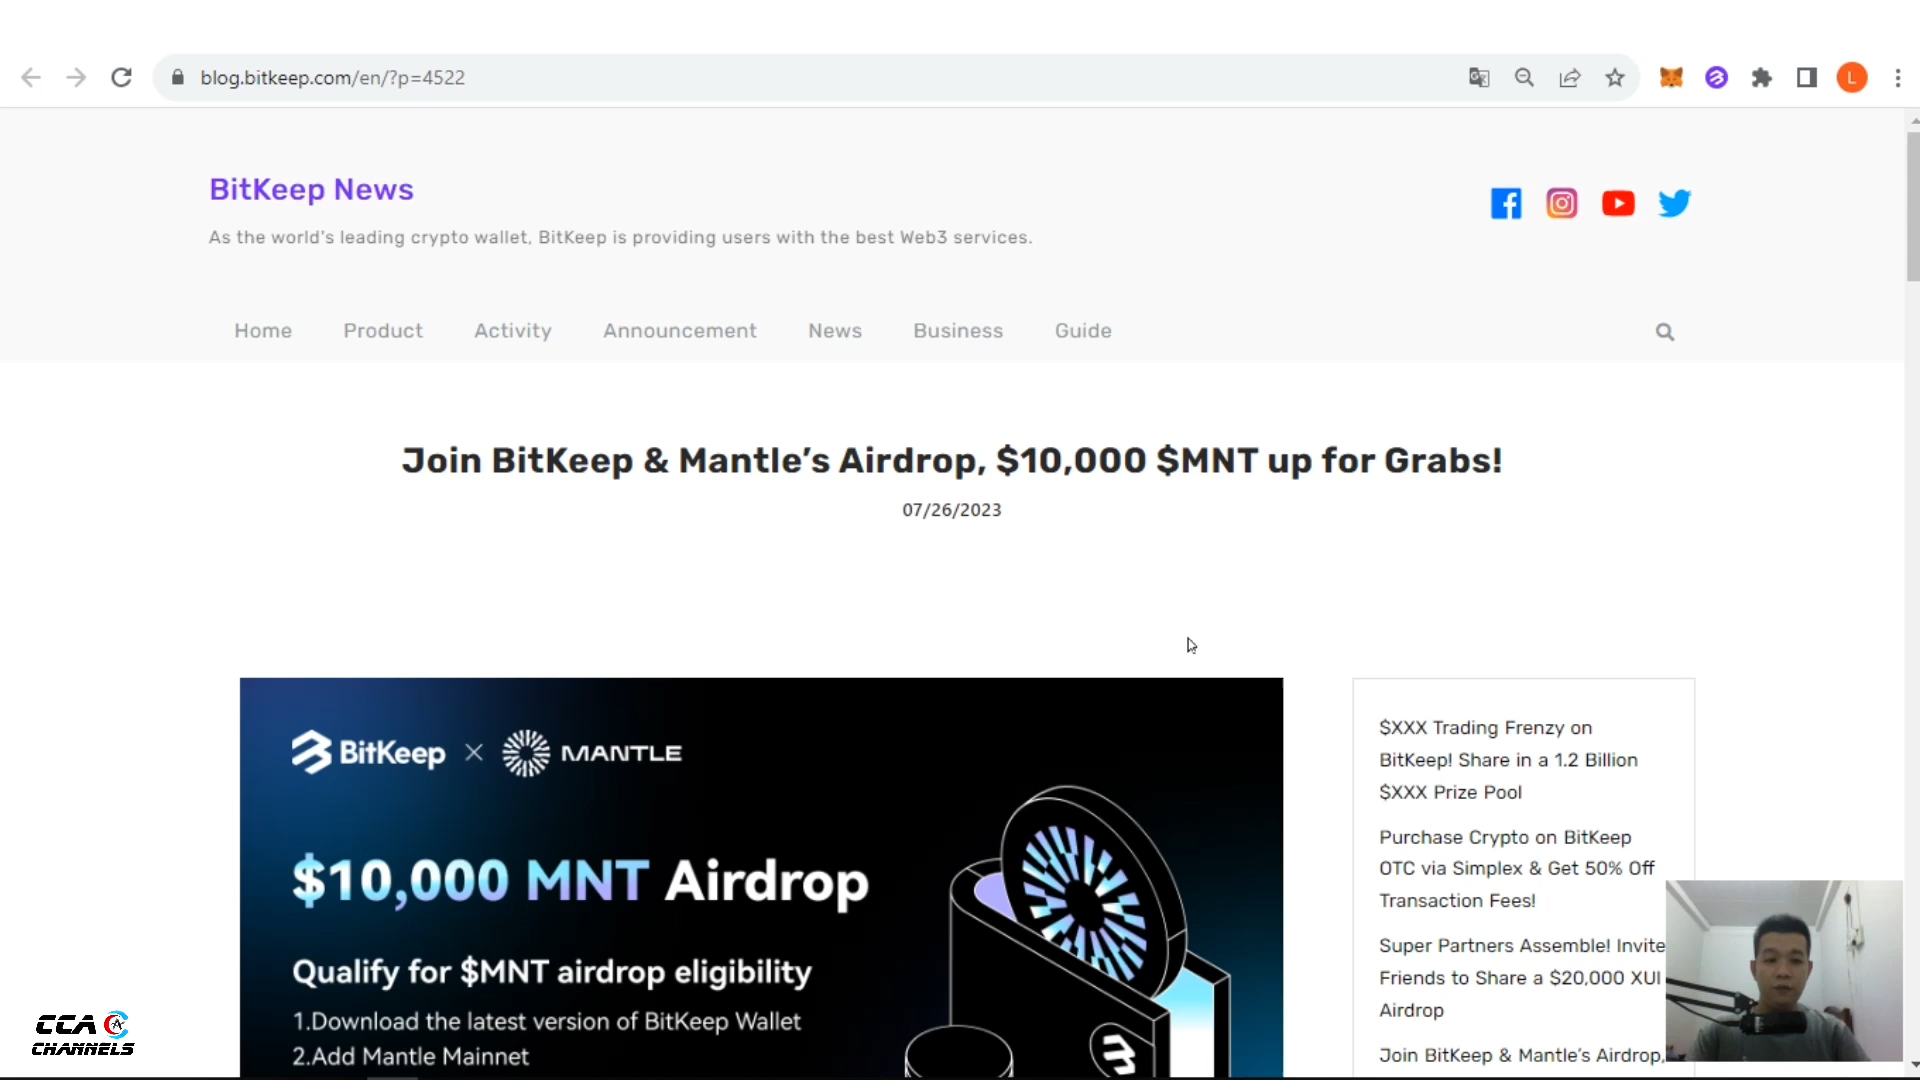 blog.bitkeep.com/en/?p=4522
L
BitKeep News
As the world's leading crypto wallet, BitKeep is providing users with the best Web3 services.
Home Product Activity Announcement News Business Guide
Join BitKeep & Mantle’s Airdrop, $10,000 $MNT up for Grabs!
07/26/2023
BitKeep × MANTLE
$10,000 MNT Airdrop
Qualify for $MNT airdrop eligibility
1.Download the latest version of BitKeep Wallet
2.Add Mantle Mainnet
$XXX Trading Frenzy on
BitKeep! Share in a 1.2 Billion
$XXX Prize Pool
Purchase Crypto on BitKeep
OTC via Simplex & Get 50% Off
Transaction Fees!
Super Partners Assemble! Invite
Friends to Share a $20,000 XUI
Airdrop
Join BitKeep & Mantle’s Airdrop,
CCA CA
CHANNELS